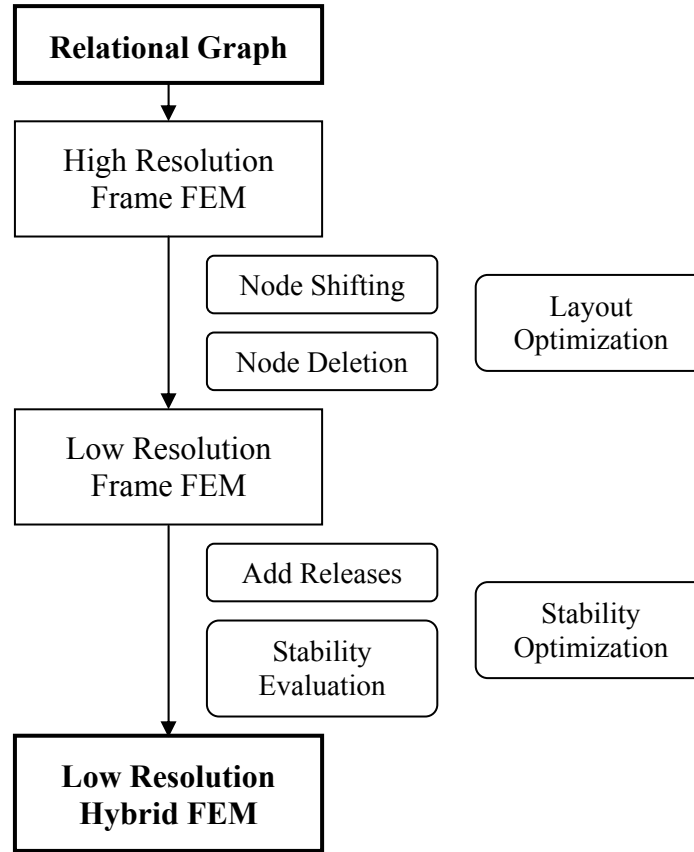 Relational Graph
High Resolution
Frame FEM
Node Shifting
Node Deletion
Layout
Optimization
Low Resolution
Frame FEM
Add Releases
Stability
Evaluation
Stability
Optimization
Low Resolution
Hybrid FEM